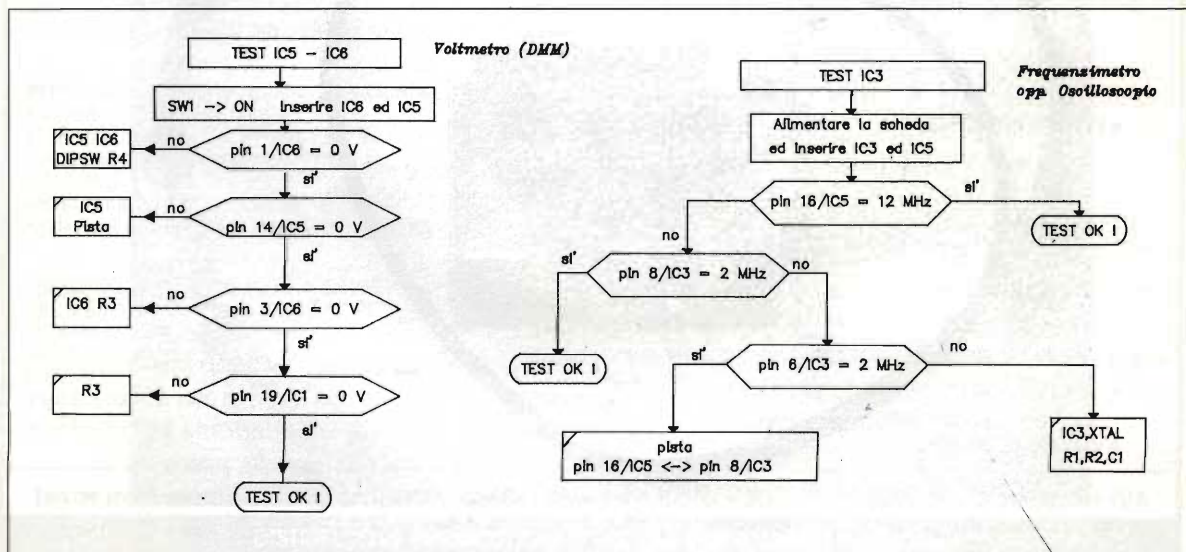 TEST IC5 - IC6
Voltmetro (DMM)
SW1 -> ON inserire IC6 ed IC5
IC5 IC6
DIPSW R4
no
pin 1/IC6 = 0 V
si'
IC5
Pista
no
pin 14/IC5 = 0 V
si'
IC6 R3
no
pin 3/IC6 = 0 V
si'
R3
no
pin 19/IC1 = 0 V
si'
TEST OK !
TEST IC3
Frequenzimetro
opp. Oscilloscopio
Alimentare la scheda
ed inserire IC3 ed IC5
pin 16/IC5 = 12 MHz
si'
TEST OK !
no
si'
pin 8/IC3 = 2 MHz
no
TEST OK !
si'
pin 6/IC3 = 2 MHz
no
pista
pin 16/IC5 <-> pin 8/IC3
IC3,XTAL
R1,R2,C1